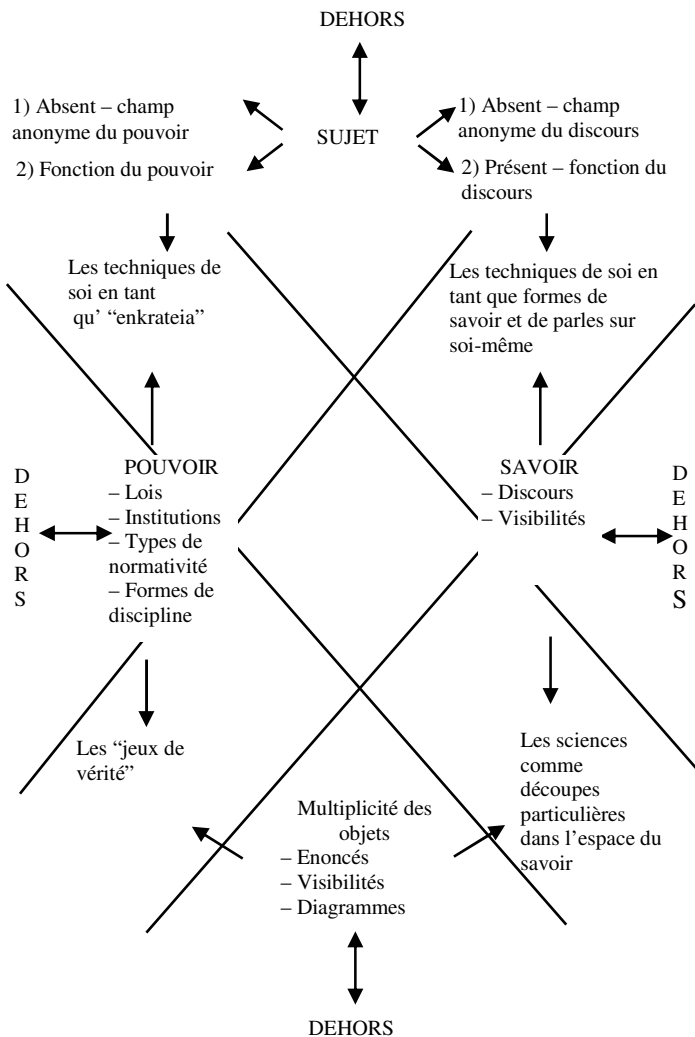 DEHORS
1) Absent – champ
anonyme du pouvoir
2) Fonction du pouvoir
SUJET
1) Absent – champ
anonyme du discours
2) Présent – fonction du
discours
Les techniques de
soi en tant
qu’ “enkrateia”
Les techniques de soi en
tant que formes de
savoir et de parles sur
soi-même
DEHORS
POUVOIR
– Lois
– Institutions
– Types de
normativité
– Formes de
discipline
SAVOIR
– Discours
– Visibilités
DEHORS
Les “jeux de
vérité”
Multiplicité des
objets
– Enoncés
– Visibilités
– Diagrammes
Les sciences
comme
découpes
particulières
dans l’espace du
savoir
DEHORS